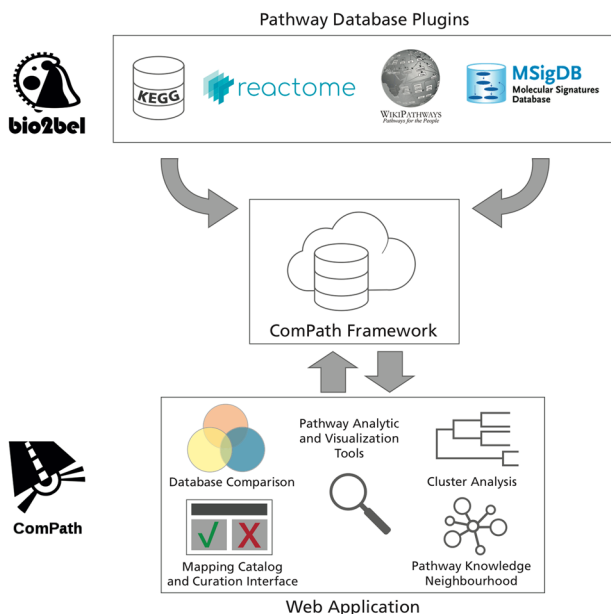 Pathway Database Plugins
bio2bel
KEGG
reactome
WIKIPATHWAYS
Pathways for the People
MSigDB
Molecular Signatures
Database
ComPath Framework
Database Comparison
Pathway Analytic
and Visualization
Tools
Cluster Analysis
ComPath
Mapping Catalog
and Curation Interface
Pathway Knowledge
Neighbourhood
Web Application